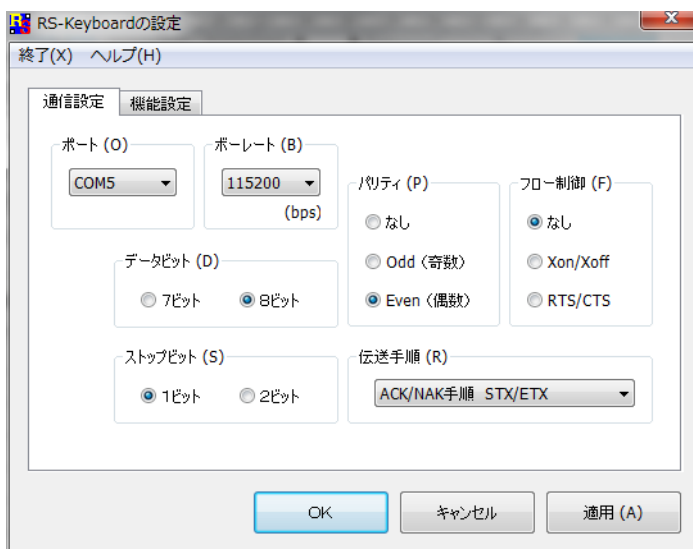 RS-Keyboardの設定
終了(X) ヘルプ(H)
通信設定 機能設定
ポート (O)
COM5
ボーレート (B)
115200
(bps)
パリティ (P)
なし
Odd (奇数)
Even (偶数)
フロー制御 (F)
なし
Xon/Xoff
RTS/CTS
データビット (D)
7ビット 8ビット
ストップビット (S)
1ビット 2ビット
伝送手順 (R)
ACK/NAK手順 STX/ETX
OK キャンセル 適用 (A)